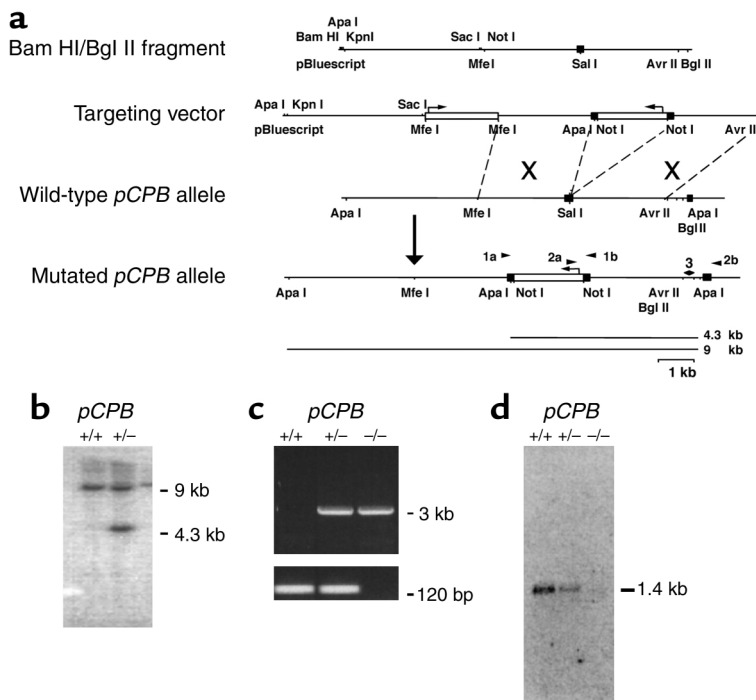 a
Apa I
Bam HI KpnI Sac I Not I
Bam HI/BgI II fragment
pBluescript Mfe I Sal I Avr II Bgl II
Apa I Kpn I Sac I
Targeting vector
pBluescript Mfe I Mfe I Apa I Not I Not I Avr II
X X
Wild-type pCPB allele
Apa I Mfe I Sal I Avr II Apa I
Bgl II
1a 2a 1b 3 2b
Mutated pCPB allele
Apa I Mfe I Apa I Not I Not I Avr II Apa I
Bgl II
4.3 kb
9 kb
1 kb
b
pCPB
+/+ +/–
– 9 kb
– 4.3 kb
c
pCPB
+/+ +/– –/–
- 3 kb
-120 bp
d
pCPB
+/+ +/– –/–
–1.4 kb